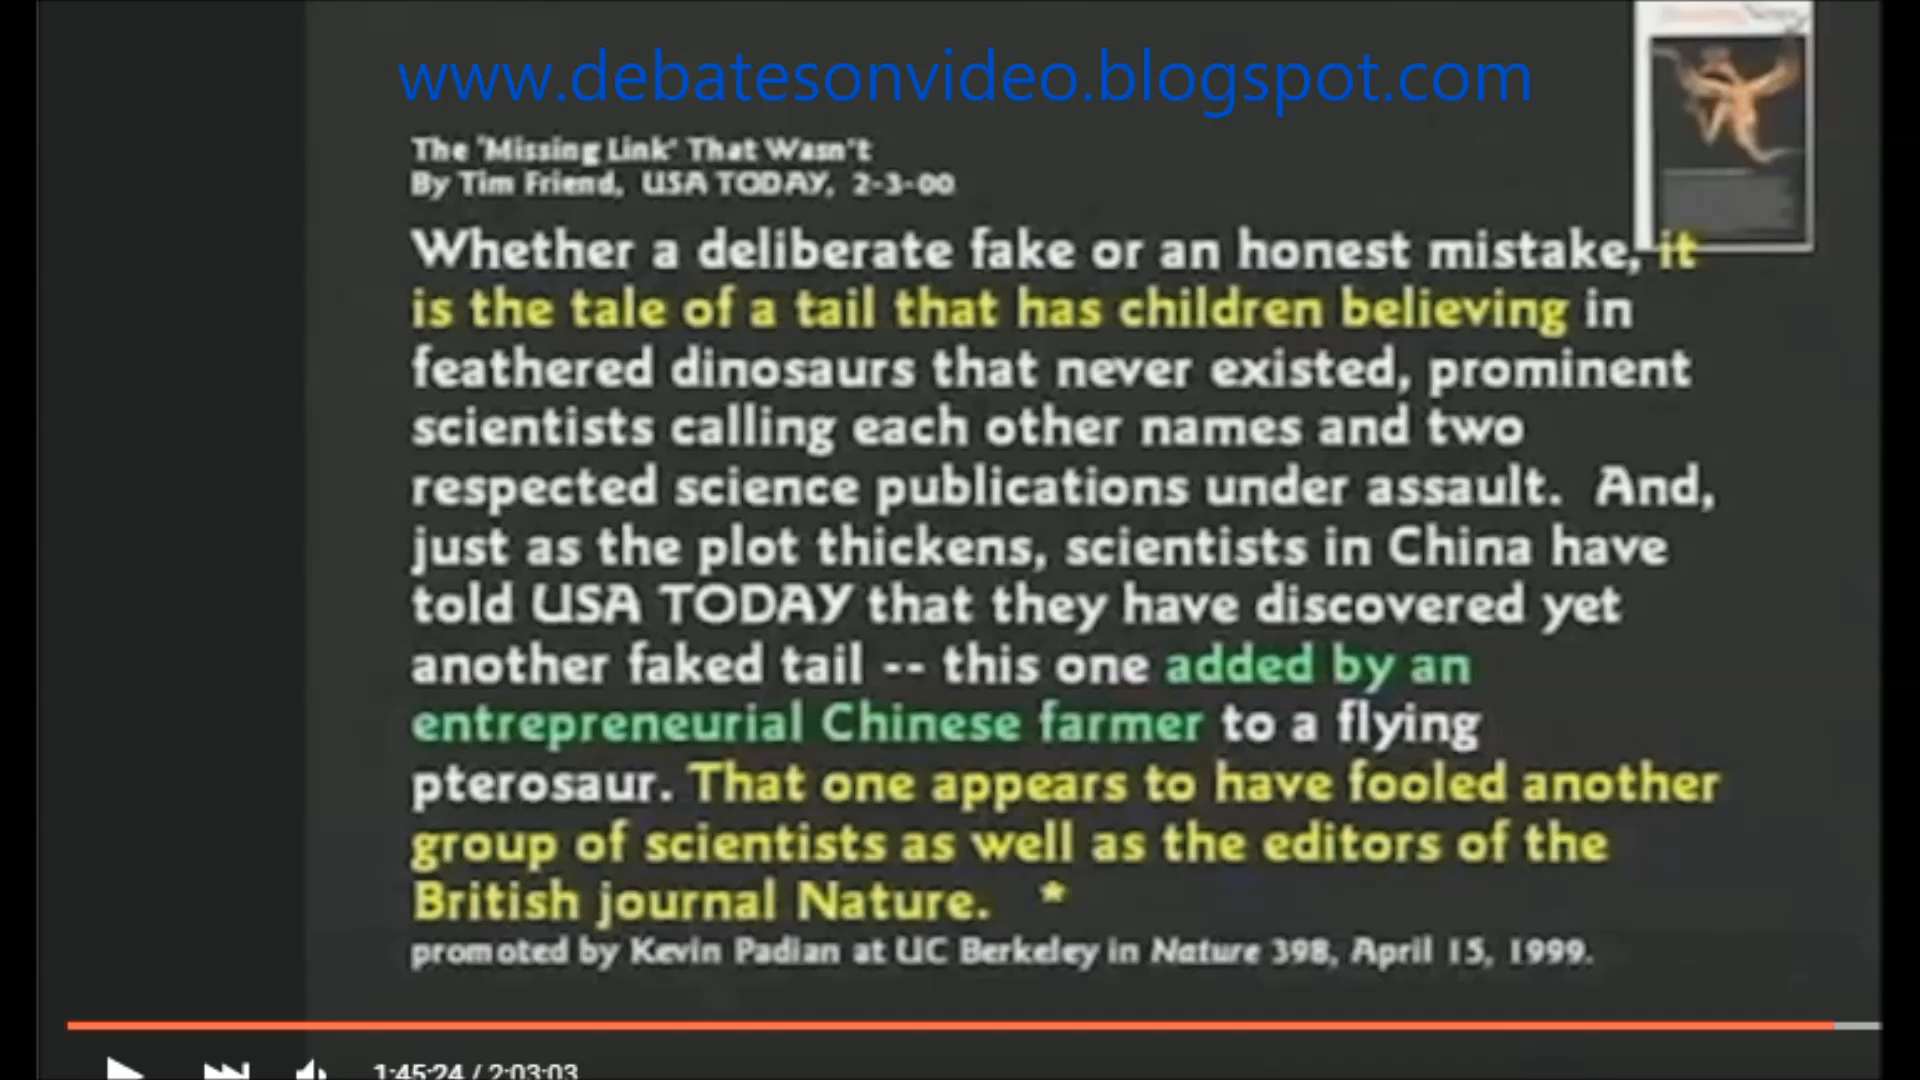 www.debatesonvideo.blogspot.com
The 'Missing Link' That Wasn't
By Tim Friend, USA TODAY, 2-3-00
Whether a deliberate fake or an honest mistake, it
is the tale of a tail that has children believing in
feathered dinosaurs that never existed, prominent
scientists calling each other names and two
respected science publications under assault. And,
just as the plot thickens, scientists in China have
told USA TODAY that they have discovered yet
another faked tail -- this one added by an
entrepreneurial Chinese farmer to a flying
pterosaur. That one appears to have fooled another
group of scientists as well as the editors of the
British journal Nature. *
promoted by Kevin Padian at UC Berkeley in Nature 398, April 15, 1999.
1:45:24 / 2:03:03